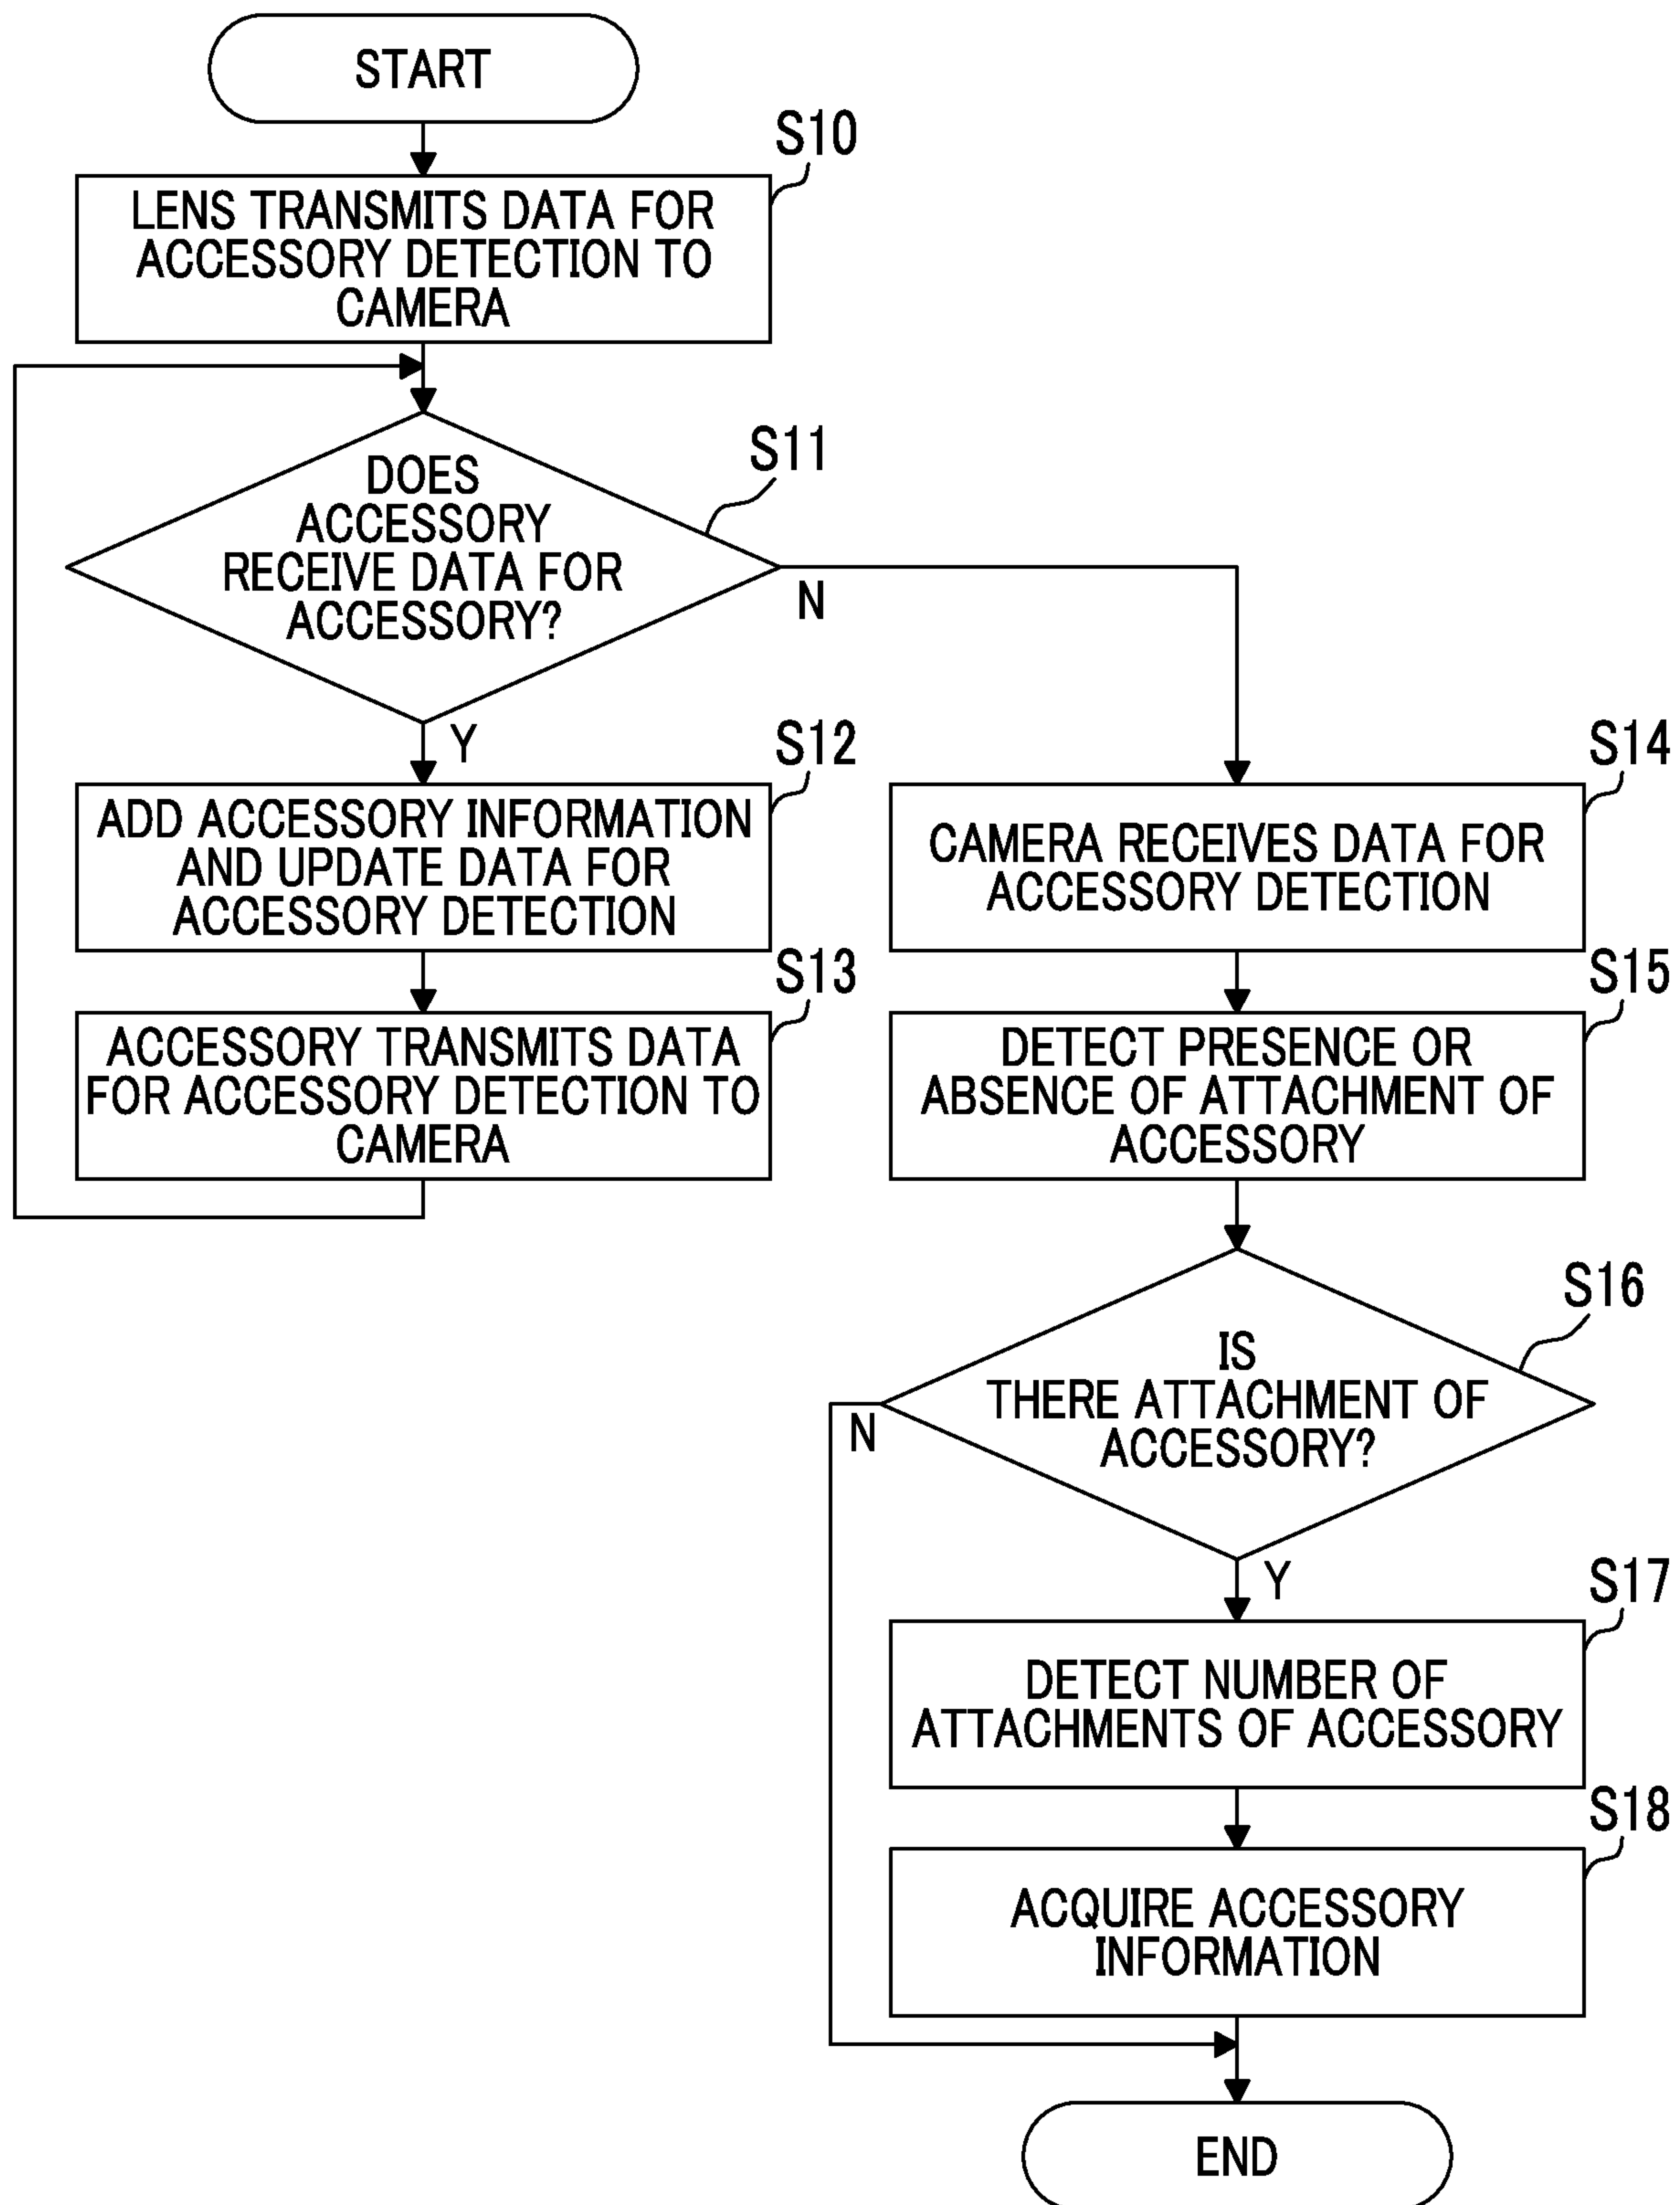 START
S10
LENS TRANSMITS DATA FOR
ACCESSORY DETECTION TO
CAMERA
S11
DOES
ACCESSORY
RECEIVE DATA FOR
ACCESSORY?
N
Y
S12
ADD ACCESSORY INFORMATION
AND UPDATE DATA FOR
ACCESSORY DETECTION
S13
ACCESSORY TRANSMITS DATA
FOR ACCESSORY DETECTION TO
CAMERA
S14
CAMERA RECEIVES DATA FOR
ACCESSORY DETECTION
S15
DETECT PRESENCE OR
ABSENCE OF ATTACHMENT OF
ACCESSORY
S16
IS
THERE ATTACHMENT OF
ACCESSORY?
N
Y
S17
DETECT NUMBER OF
ATTACHMENTS OF ACCESSORY
S18
ACQUIRE ACCESSORY
INFORMATION
END